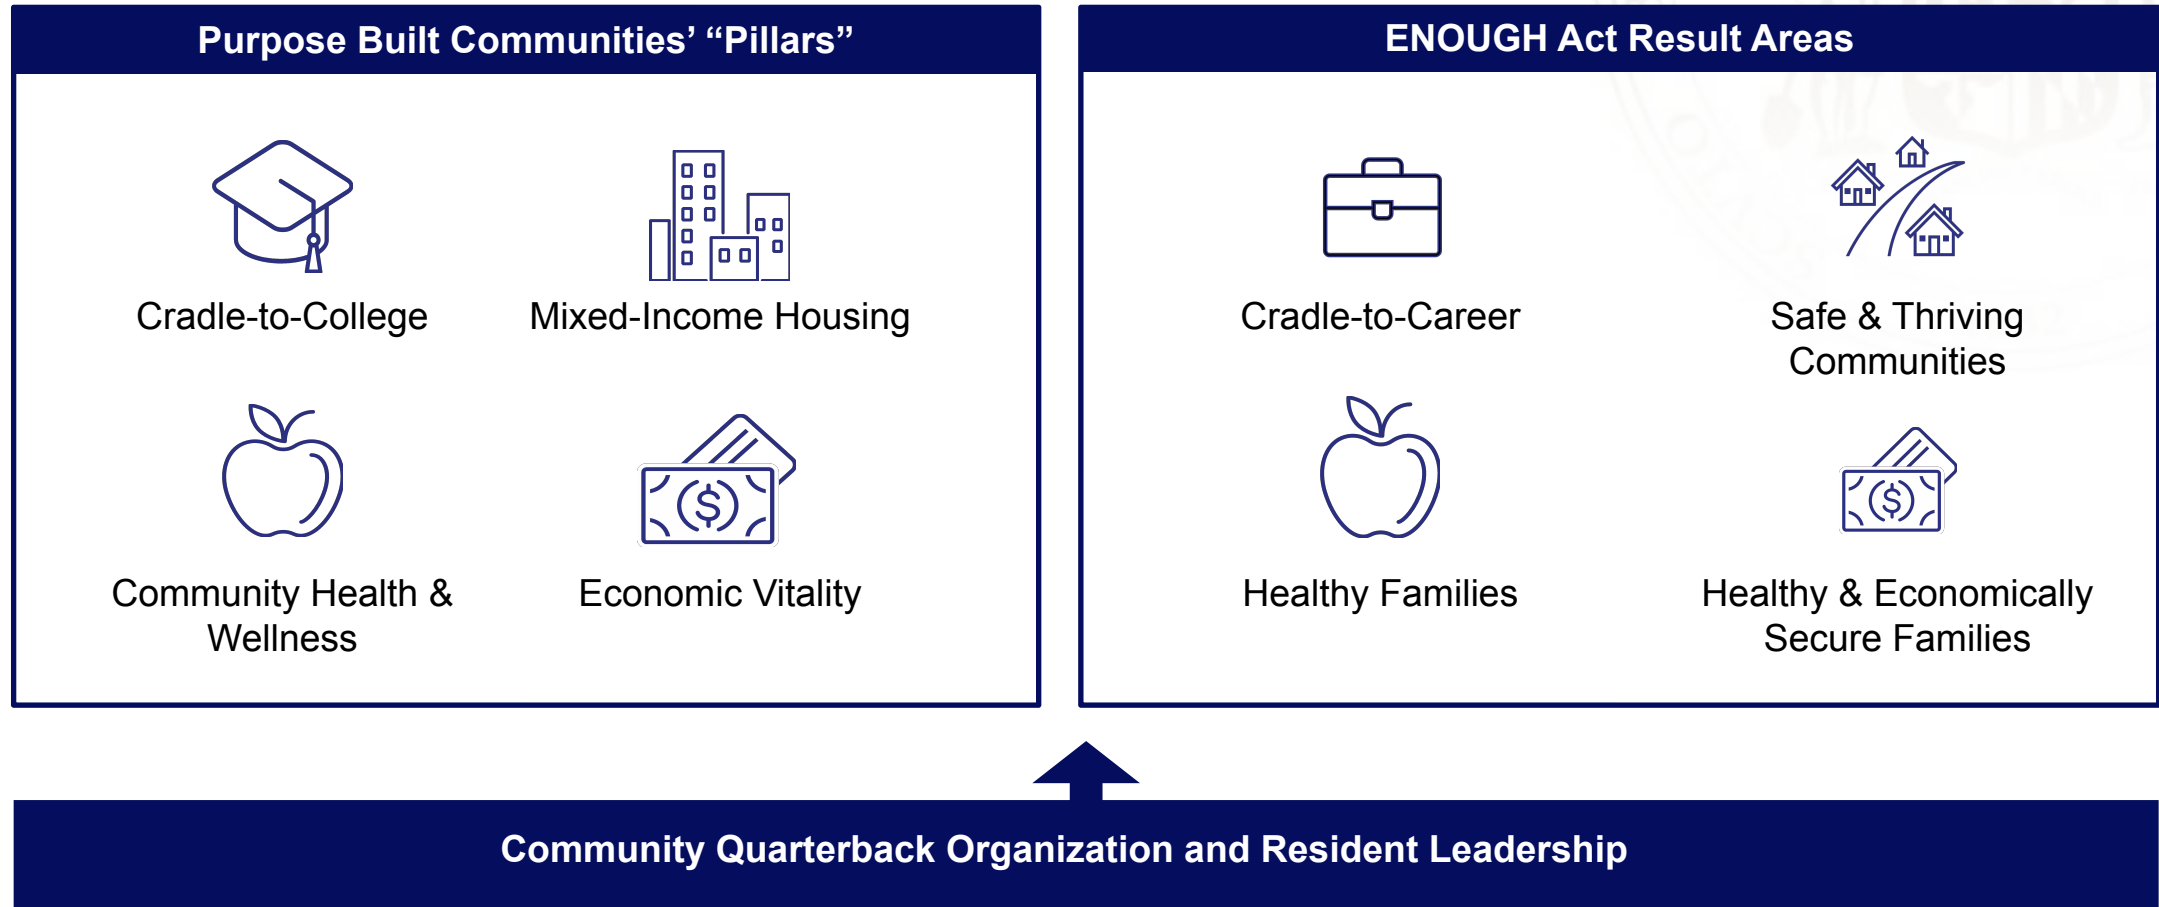 Purpose Built Communities’ “Pillars”
Cradle-to-College
Mixed-Income Housing
Community Health &
Wellness
Economic Vitality
ENOUGH Act Result Areas
Cradle-to-Career
Safe & Thriving
Communities
Healthy Families
Healthy & Economically
Secure Families
Community Quarterback Organization and Resident Leadership